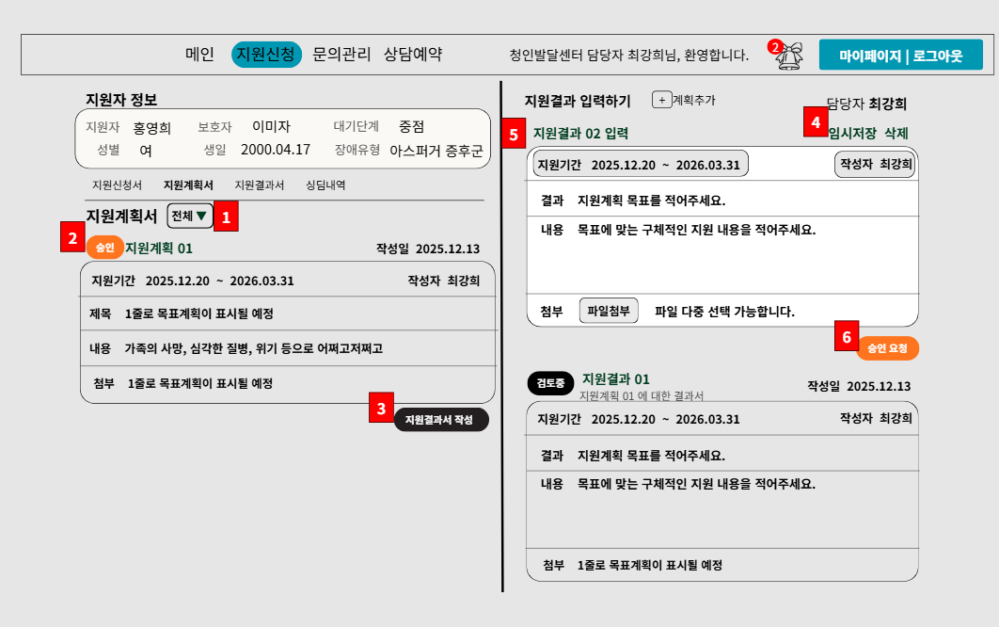 메인 지원신청 문의관리 상담예약 청인발달센터 담당자 최강희님, 환영합니다. 2 마이페이지 | 로그아웃
지원자 정보
지원자 홍영희 보호자 이미자 대기단계 중점
성별 여 생일 2000.04.17 장애유형 아스퍼거 증후군
지원신청서 지원계획서 지원결과서 상담내역
지원계획서 전체 ▼ 1
2 승인 지원계획 01 작성일 2025.12.13
지원기간 2025.12.20 ~ 2026.03.31 작성자 최강희
제목 1줄로 목표계획이 표시될 예정
내용 가족의 사망, 심각한 질병, 위기 등으로 어쩌고저쩌고
첨부 1줄로 목표계획이 표시될 예정
3 지원결과서 작성
지원결과 입력하기 + 계획추가 담당자 최강희
5 지원결과 02 입력 4 임시저장 삭제
지원기간 2025.12.20 ~ 2026.03.31 작성자 최강희
결과 지원계획 목표를 적어주세요.
내용 목표에 맞는 구체적인 지원 내용을 적어주세요.
첨부 파일첨부 파일 다중 선택 가능합니다.
6 승인 요청
검토중 지원결과 01 작성일 2025.12.13
지원계획 01 에 대한 결과서
지원기간 2025.12.20 ~ 2026.03.31 작성자 최강희
결과 지원계획 목표를 적어주세요.
내용 목표에 맞는 구체적인 지원 내용을 적어주세요.
첨부 1줄로 목표계획이 표시될 예정